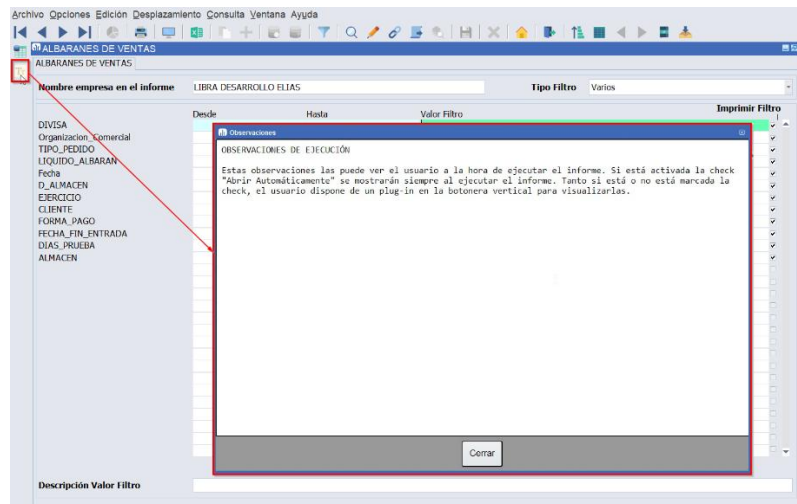 Archivo Opciones Edición Desplazamiento Consulta Ventana Ayuda
ALBARANES DE VENTAS
ALBARANES DE VENTAS
Nombre empresa en el informe LIBRA DESARROLLO ELIAS Tipo Filtro Varios
Desde Hasta Valor Filtro Imprimir Filtro
DIVISA
Organizacion_Comercial
TIPO_PEDIDO
LIQUIDO_ALBARAN
Fecha
D_ALMACEN
EJERCICIO
CLIENTE
FORMA_PAGO
FECHA_FIN_ENTRADA
DIAS_PRUEBA
ALMACEN
Observaciones
OBSERVACIONES DE EJECUCIÓN
Estas observaciones las puede ver el usuario a la hora de ejecutar el informe. Si está activada la check
"Abrir Automáticamente" se mostrarán siempre al ejecutar el informe. Tanto si está o no está marcada la
check, el usuario dispone de un plug-in en la botonera vertical para visualizarlas.
Cerrar
Descripción Valor Filtro